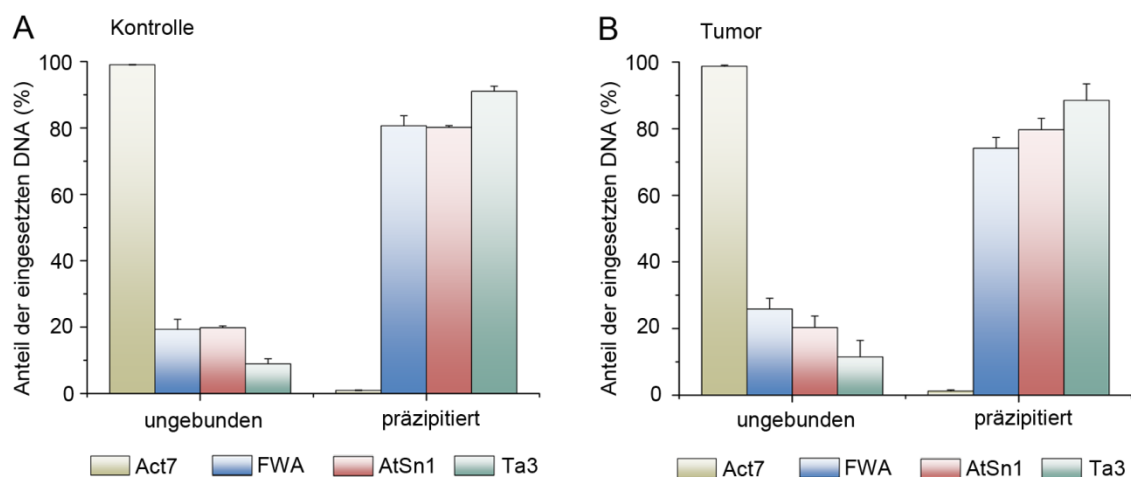 A Kontrolle
Anteil der eingesetzten DNA (%)
100
80
60
40
20
0
ungebunden präzipitiert
Act7 FWA AtSn1 Ta3
B Tumor
Anteil der eingesetzten DNA (%)
100
80
60
40
20
0
ungebunden präzipitiert
Act7 FWA AtSn1 Ta3